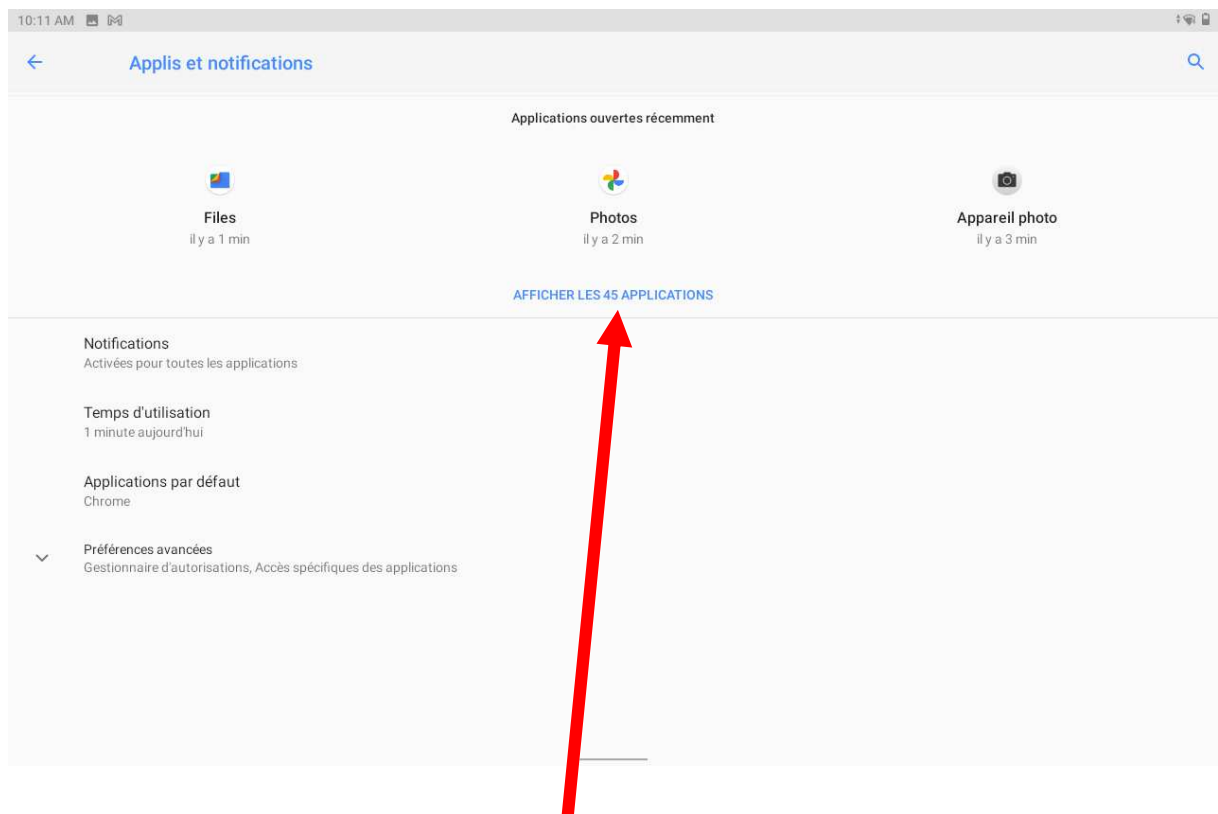 10:11 AM
Applis et notifications
Applications ouvertes récemment
Files
il y a 1 min
Photos
il y a 2 min
Appareil photo
il y a 3 min
AFFICHER LES 45 APPLICATIONS
Notifications
Activées pour toutes les applications
Temps d'utilisation
1 minute aujourd'hui
Applications par défaut
Chrome
Préférences avancées
Gestionnaire d'autorisations, Accès spécifiques des applications